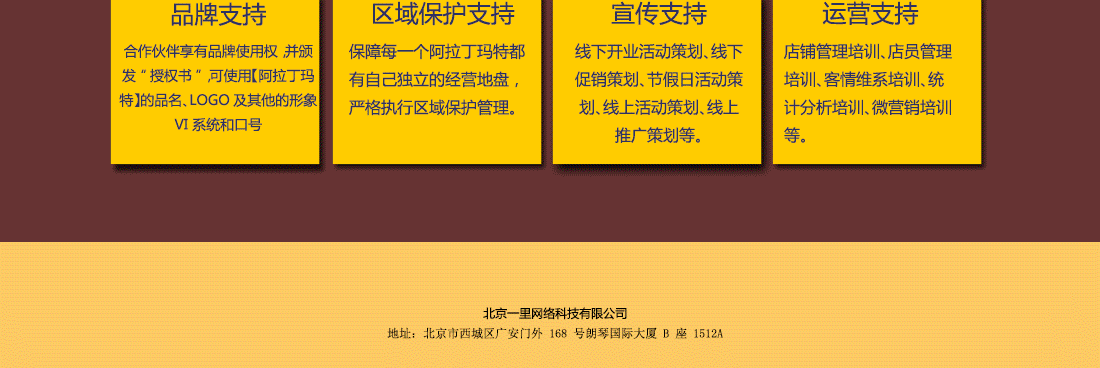 品牌支持
合作伙伴享有品牌使用权，并颁
发“授权书”，可使用【阿拉丁玛
特】的品名、LOGO 及其他的形象
VI 系统和口号
区域保护支持
保障每一个阿拉丁玛特都
有自己独立的经营地盘，
严格执行区域保护管理。
宣传支持
线下开业活动策划、线下
促销策划、节假日活动策
划、线上活动策划、线上
推广策划等。
运营支持
店铺管理培训、店员管理
培训、客情维系培训、统
计分析培训、微营销培训
等。
北京一里网络科技有限公司
地址：北京市西城区广安门外 168 号朗琴国际大厦 B 座 1512A